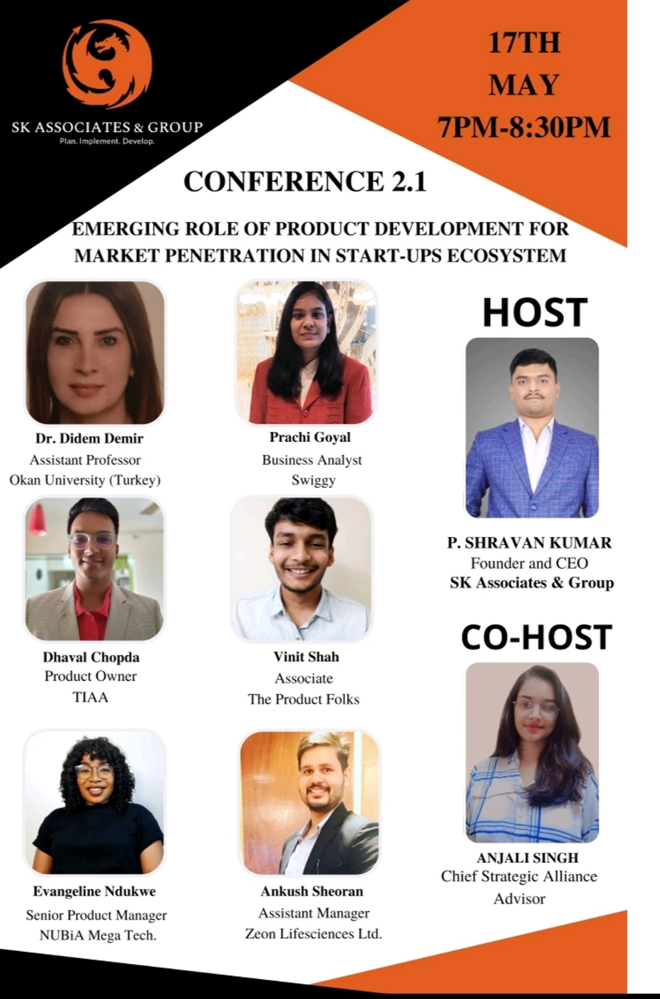 SK ASSOCIATES & GROUP
Plan. Implement. Develop.
17TH
MAY
7PM-8:30PM
CONFERENCE 2.1
EMERGING ROLE OF PRODUCT DEVELOPMENT FOR
MARKET PENETRATION IN START-UPS ECOSYSTEM
Dr. Didem Demir
Assistant Professor
Okan University (Turkey)
Prachi Goyal
Business Analyst
Swiggy
Dhaval Chopda
Product Owner
TIAA
Vinit Shah
Associate
The Product Folks
Evangeline Ndukwe
Senior Product Manager
NUBiA Mega Tech.
Ankush Sheoran
Assistant Manager
Zeon Lifesciences Ltd.
HOST
P. SHRAVAN KUMAR
Founder and CEO
SK Associates & Group
CO-HOST
ANJALI SINGH
Chief Strategic Alliance
Advisor